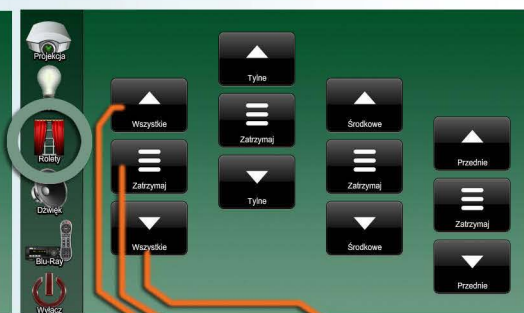 Projekcja
Rolety
Dźwięk
Blu-Ray
Wyłącz
Wszystkie
Zatrzymaj
Wszystkie
Tylne
Zatrzymaj
Tylne
Środkowe
Zatrzymaj
Środkowe
Przednie
Zatrzymaj
Przednie